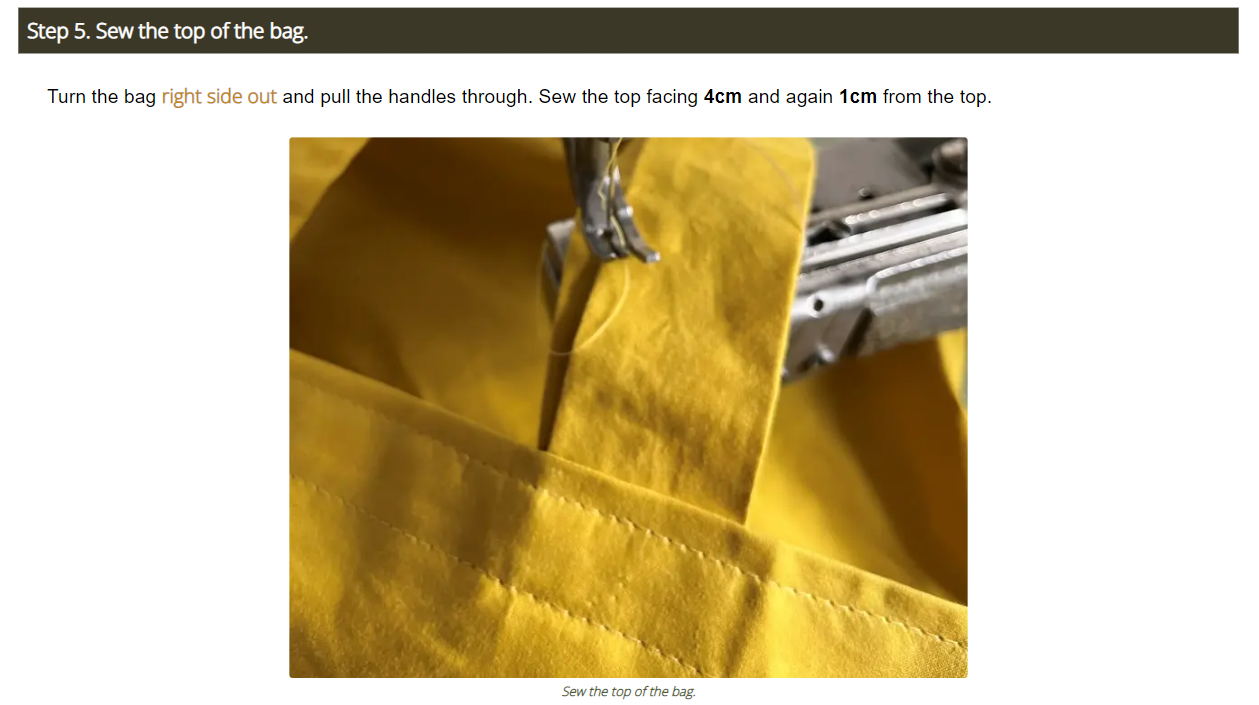 Step 5. Sew the top of the bag.
Turn the bag right side out and pull the handles through. Sew the top facing 4cm and again 1cm from the top.
Sew the top of the bag.